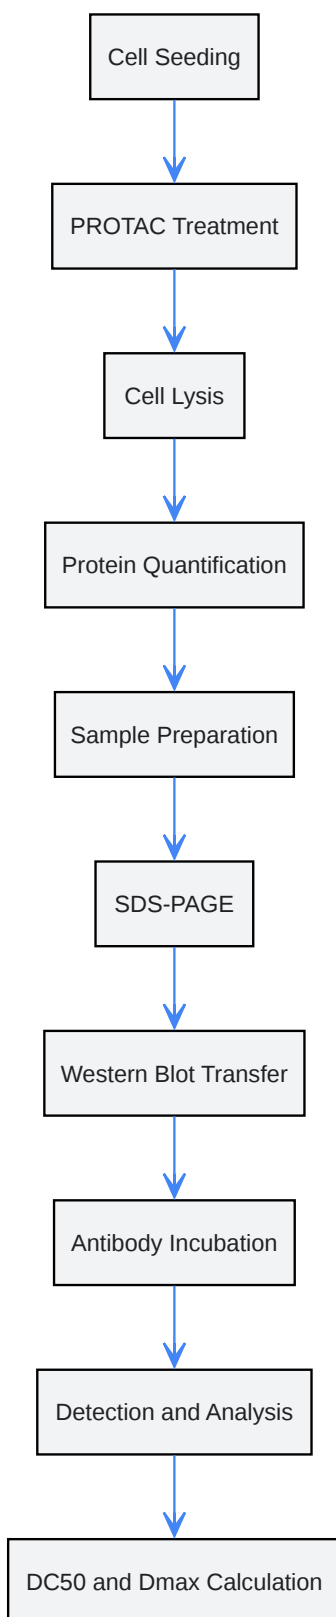 Cell Seeding
PROTAC Treatment
Cell Lysis
Protein Quantification
Sample Preparation
SDS-PAGE
Western Blot Transfer
Antibody Incubation
Detection and Analysis
DC50 and Dmax Calculation